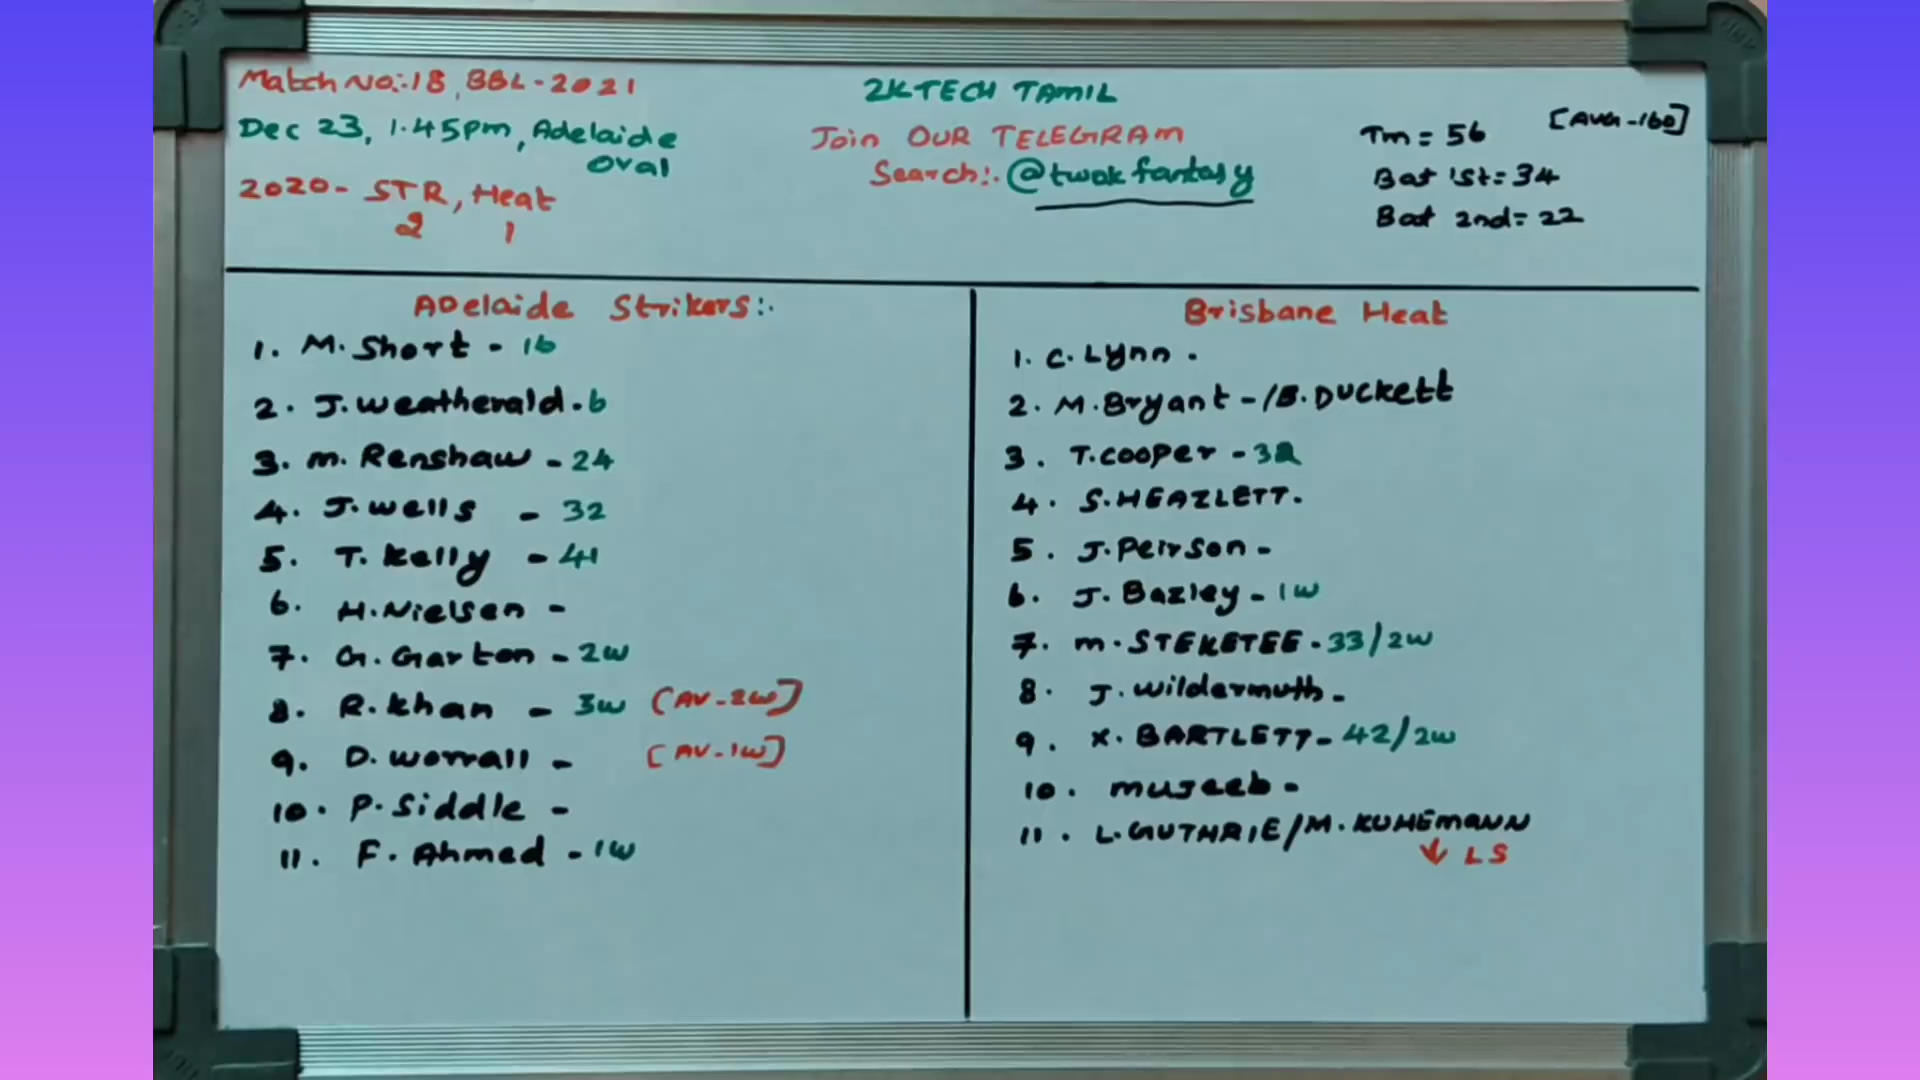 Match No:-18, BBL-2021
Dec 23, 1.45pm, Adelaide
Oval
2020- STR, Heat
2 1
2K TECH TAMIL
Join OUR TELEGRAM
Search:- @twokfantasy
[AVG-160]
Tm = 56
Bat 1st = 34
Bat 2nd = 22
Adelaide Strikers:-
1. M. Short - 16
2. J. Weatherald - 6
3. M. Renshaw - 24
4. J. Wells - 32
5. T. Kelly - 41
6. H. Nielsen -
7. G. Garton - 2W
8. R. Khan - 3W [AV-2W]
9. D. Worrall - [AV-1W]
10. P. Siddle -
11. F. Ahmed - 1W
Brisbane Heat
1. C. Lynn -
2. M. Bryant - /B. DUCKETT
3. T. Cooper - 32
4. S. HEAZLETT.
5. J. Peirson -
6. J. Bazley - 1W
7. M. STEKETEE - 33/2W
8. J. Wildermuth -
9. X. BARTLETT - 42/2W
10. Mujeeb -
11. L. GUTHRIE/M. KUHEMANN
↓ LS